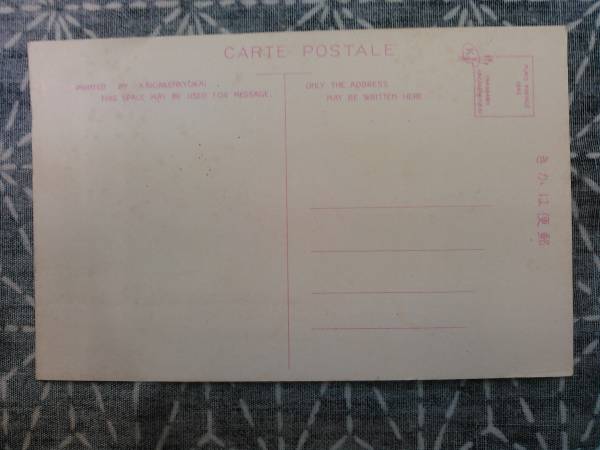 CARTE POSTALE
PRINTED BY
THIS SPACE MAY BE USED FOR MESSAGE.
ONLY THE ADDRESS
MAY BE WRITTEN HERE
きかは便郵